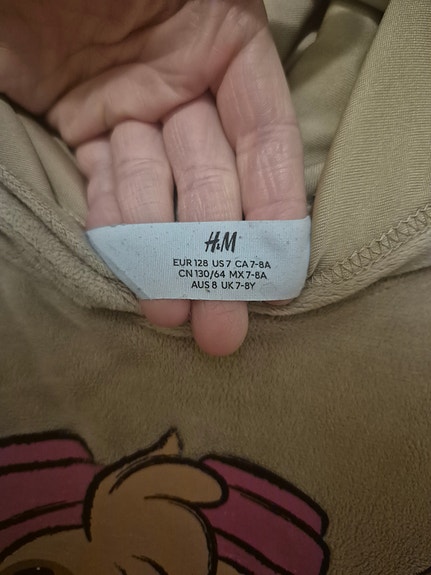 H&M
EUR 128 US 7 CA 7-8A
CN 130/64 MX 7-8A
AUS 8 UK 7-8Y